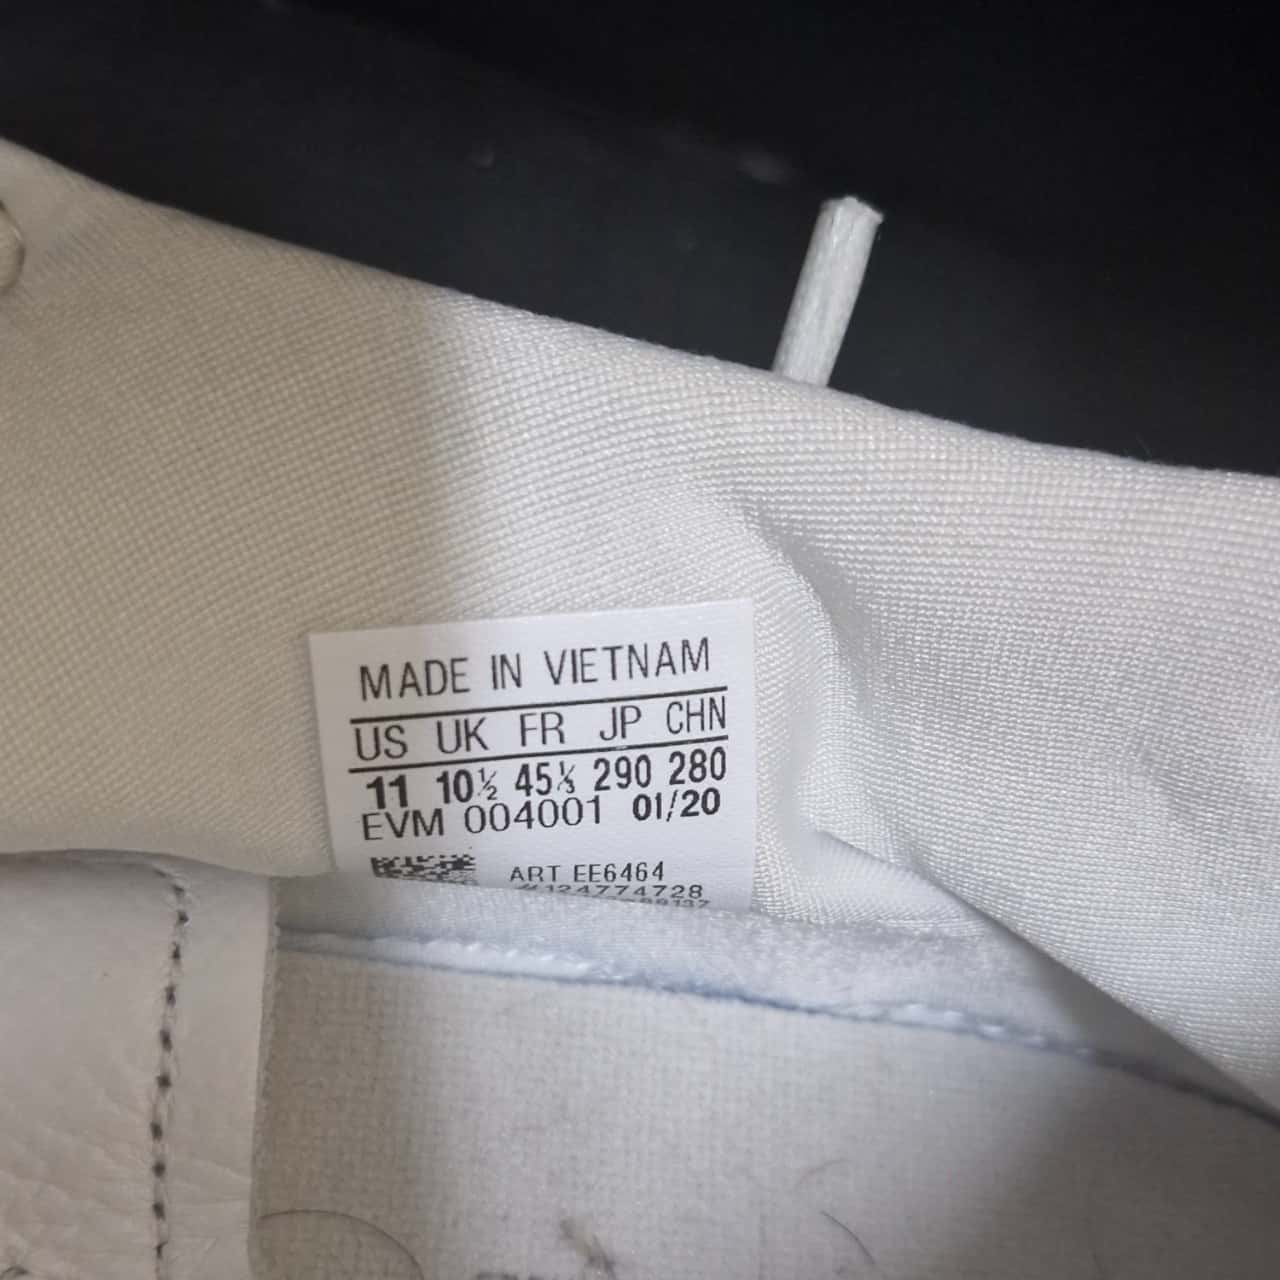 MADE IN VIETNAM
US UK FR JP CHN
11 10½ 45⅓ 290 280
EVM 004001 01/20
ART EE6464
#124774728